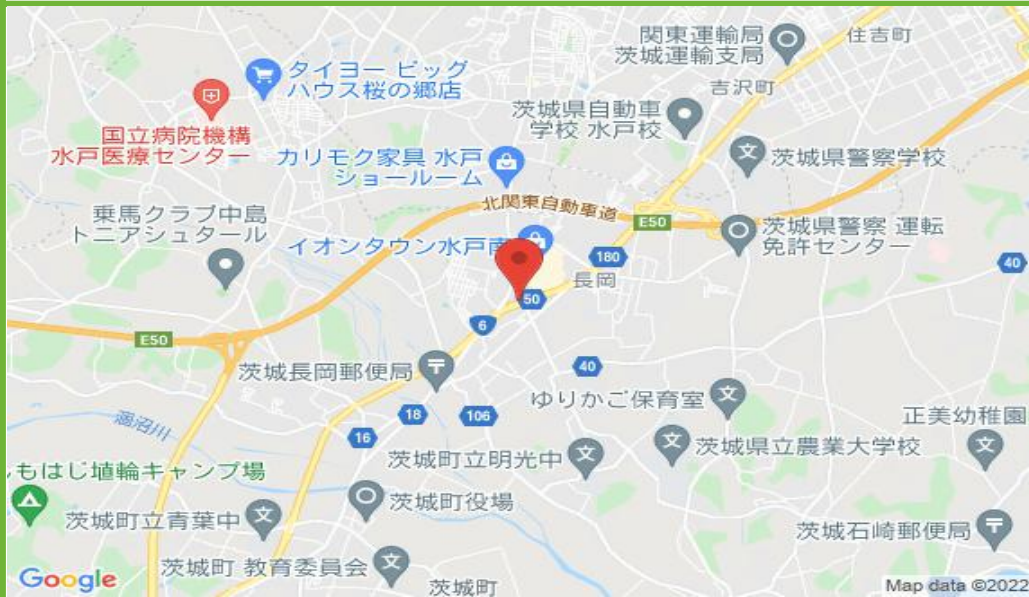 関東運輸局
茨城運輸支局
住吉町
タイヨー ビッグ
ハウス桜の郷店
吉沢町
国立病院機構
水戸医療センター
茨城県自動車
学校 水戸校
カリモク家具 水戸
ショールーム
茨城県警察学校
北関東自動車道
乗馬クラブ中島
トニアシュタール
E50
茨城県警察 運転
免許センター
イオンタウン水戸南
180
40
長岡
50
6
E50
茨城長岡郵便局
40
ゆりかご保育室
18
106
正美幼稚園
涸沼川
16
茨城県立農業大学校
茨城町立明光中
もはじ埴輪キャンプ場
茨城町役場
茨城町立青葉中
茨城石崎郵便局
茨城町 教育委員会
茨城町
Google
Map data ©2022